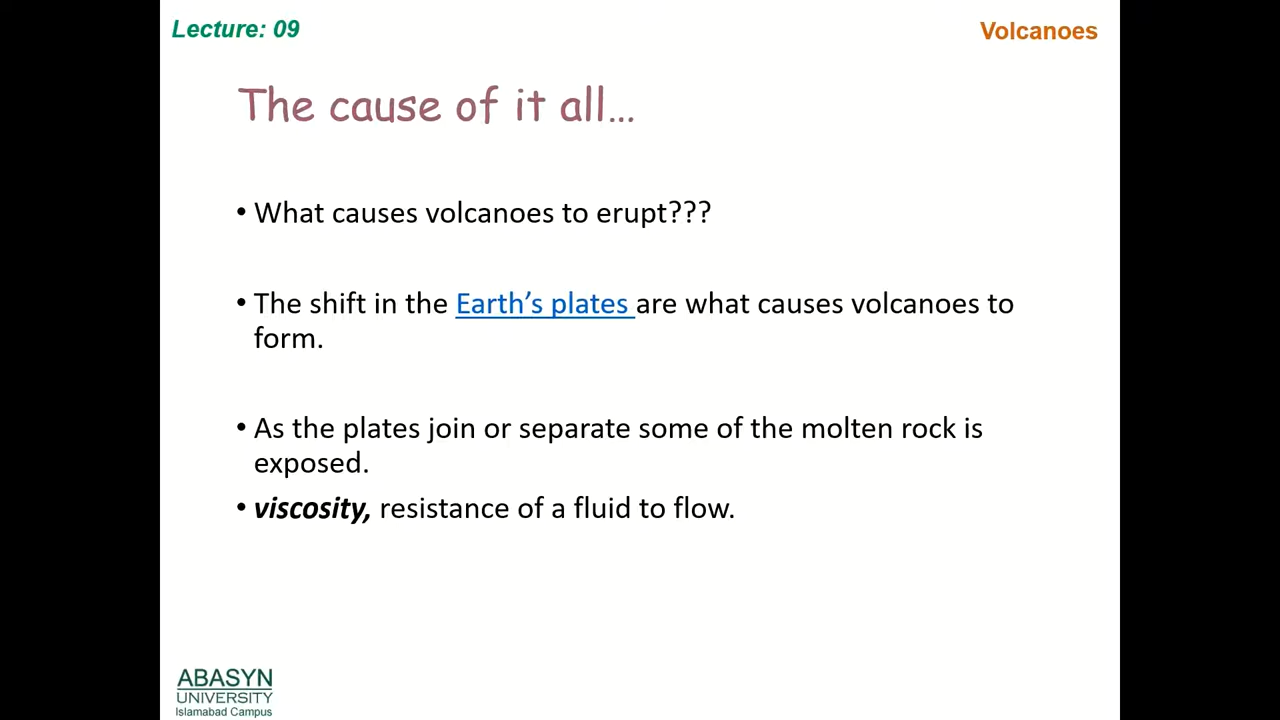 Lecture: 09
Volcanoes
The cause of it all...
• What causes volcanoes to erupt???
• The shift in the Earth’s plates are what causes volcanoes to
form.
• As the plates join or separate some of the molten rock is
exposed.
• viscosity, resistance of a fluid to flow.
ABASYN
UNIVERSITY
Islamabad Campus